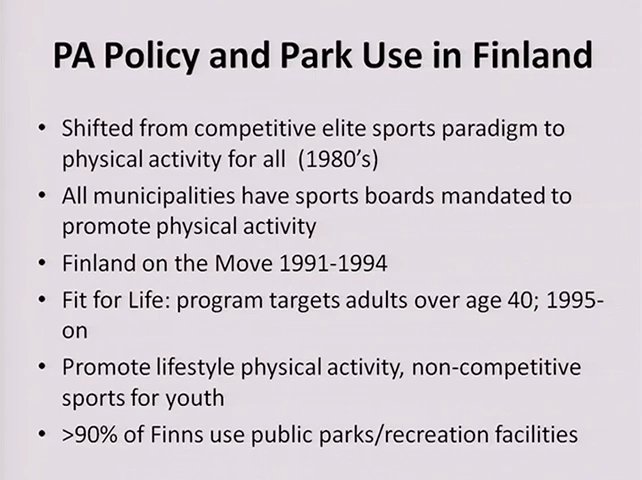 PA Policy and Park Use in Finland
• Shifted from competitive elite sports paradigm to
physical activity for all  (1980's)
• All municipalities have sports boards mandated to
promote physical activity
• Finland on the Move 1991-1994
• Fit for Life: program targets adults over age 40; 1995-
on
• Promote lifestyle physical activity, non-competitive
sports for youth
• >90% of Finns use public parks/recreation facilities